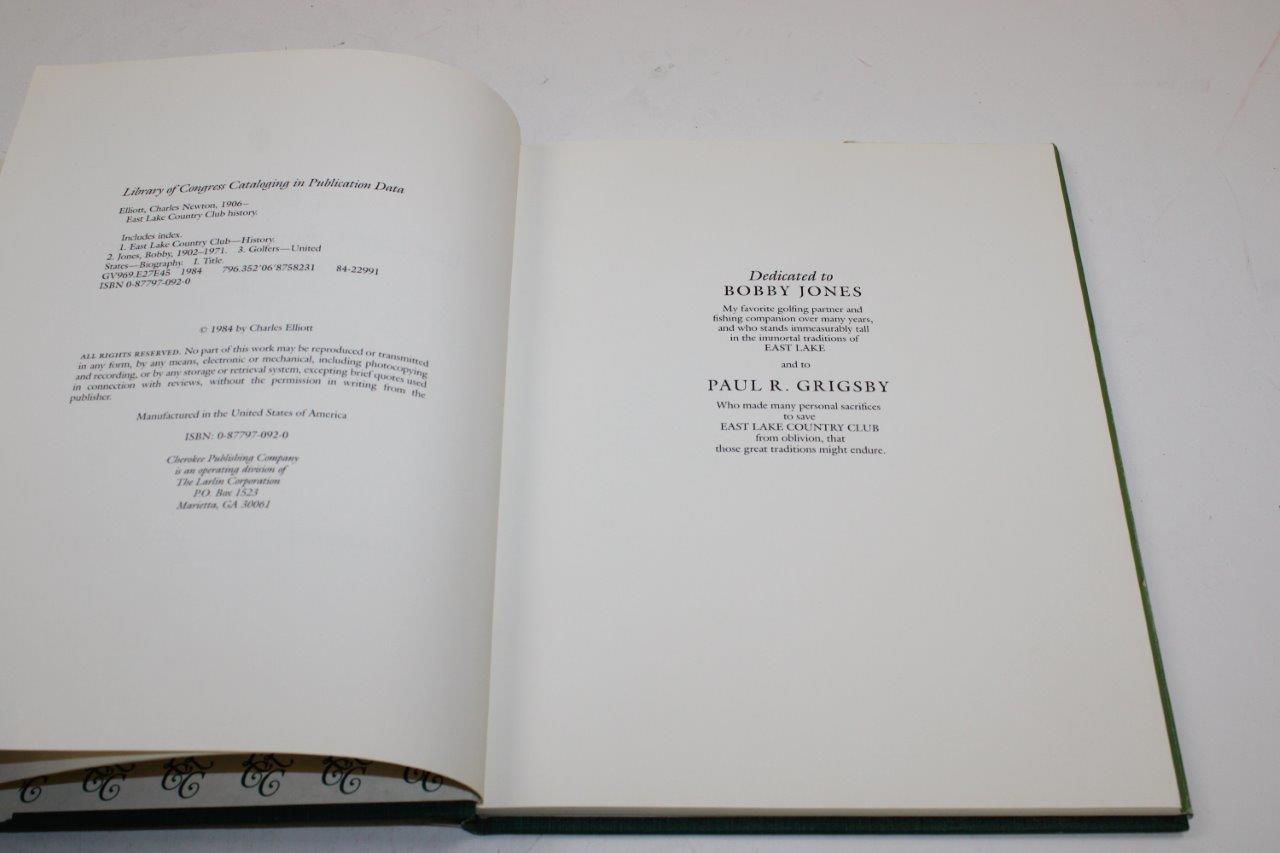 Library of Congress Cataloging in Publication Data
Elliott, Charles Newton, 1906–
East Lake Country Club history.
Includes index.
1. East Lake Country Club—History.
2. Jones, Bobby, 1902–1971. 3. Golfers—United
States—Biography. I. Title.
GV969.E27E45 1984 796.352'06'8758231 84-22991
ISBN 0-87797-092-0
© 1984 by Charles Elliott
ALL RIGHTS RESERVED. No part of this work may be reproduced or transmitted
in any form, by any means, electronic or mechanical, including photocopying
and recording, or by any storage or retrieval system, excepting brief quotes used
in connection with reviews, without the permission in writing from the
publisher.
Manufactured in the United States of America
ISBN: 0-87797-092-0
Cherokee Publishing Company
is an operating division of
The Larlin Corporation
P.O. Box 1523
Marietta, GA 30061
Dedicated to
BOBBY JONES
My favorite golfing partner and
fishing companion over many years,
and who stands immeasurably tall
in the immortal traditions of
EAST LAKE
and to
PAUL R. GRIGSBY
Who made many personal sacrifices
to save
EAST LAKE COUNTRY CLUB
from oblivion, that
those great traditions might endure.